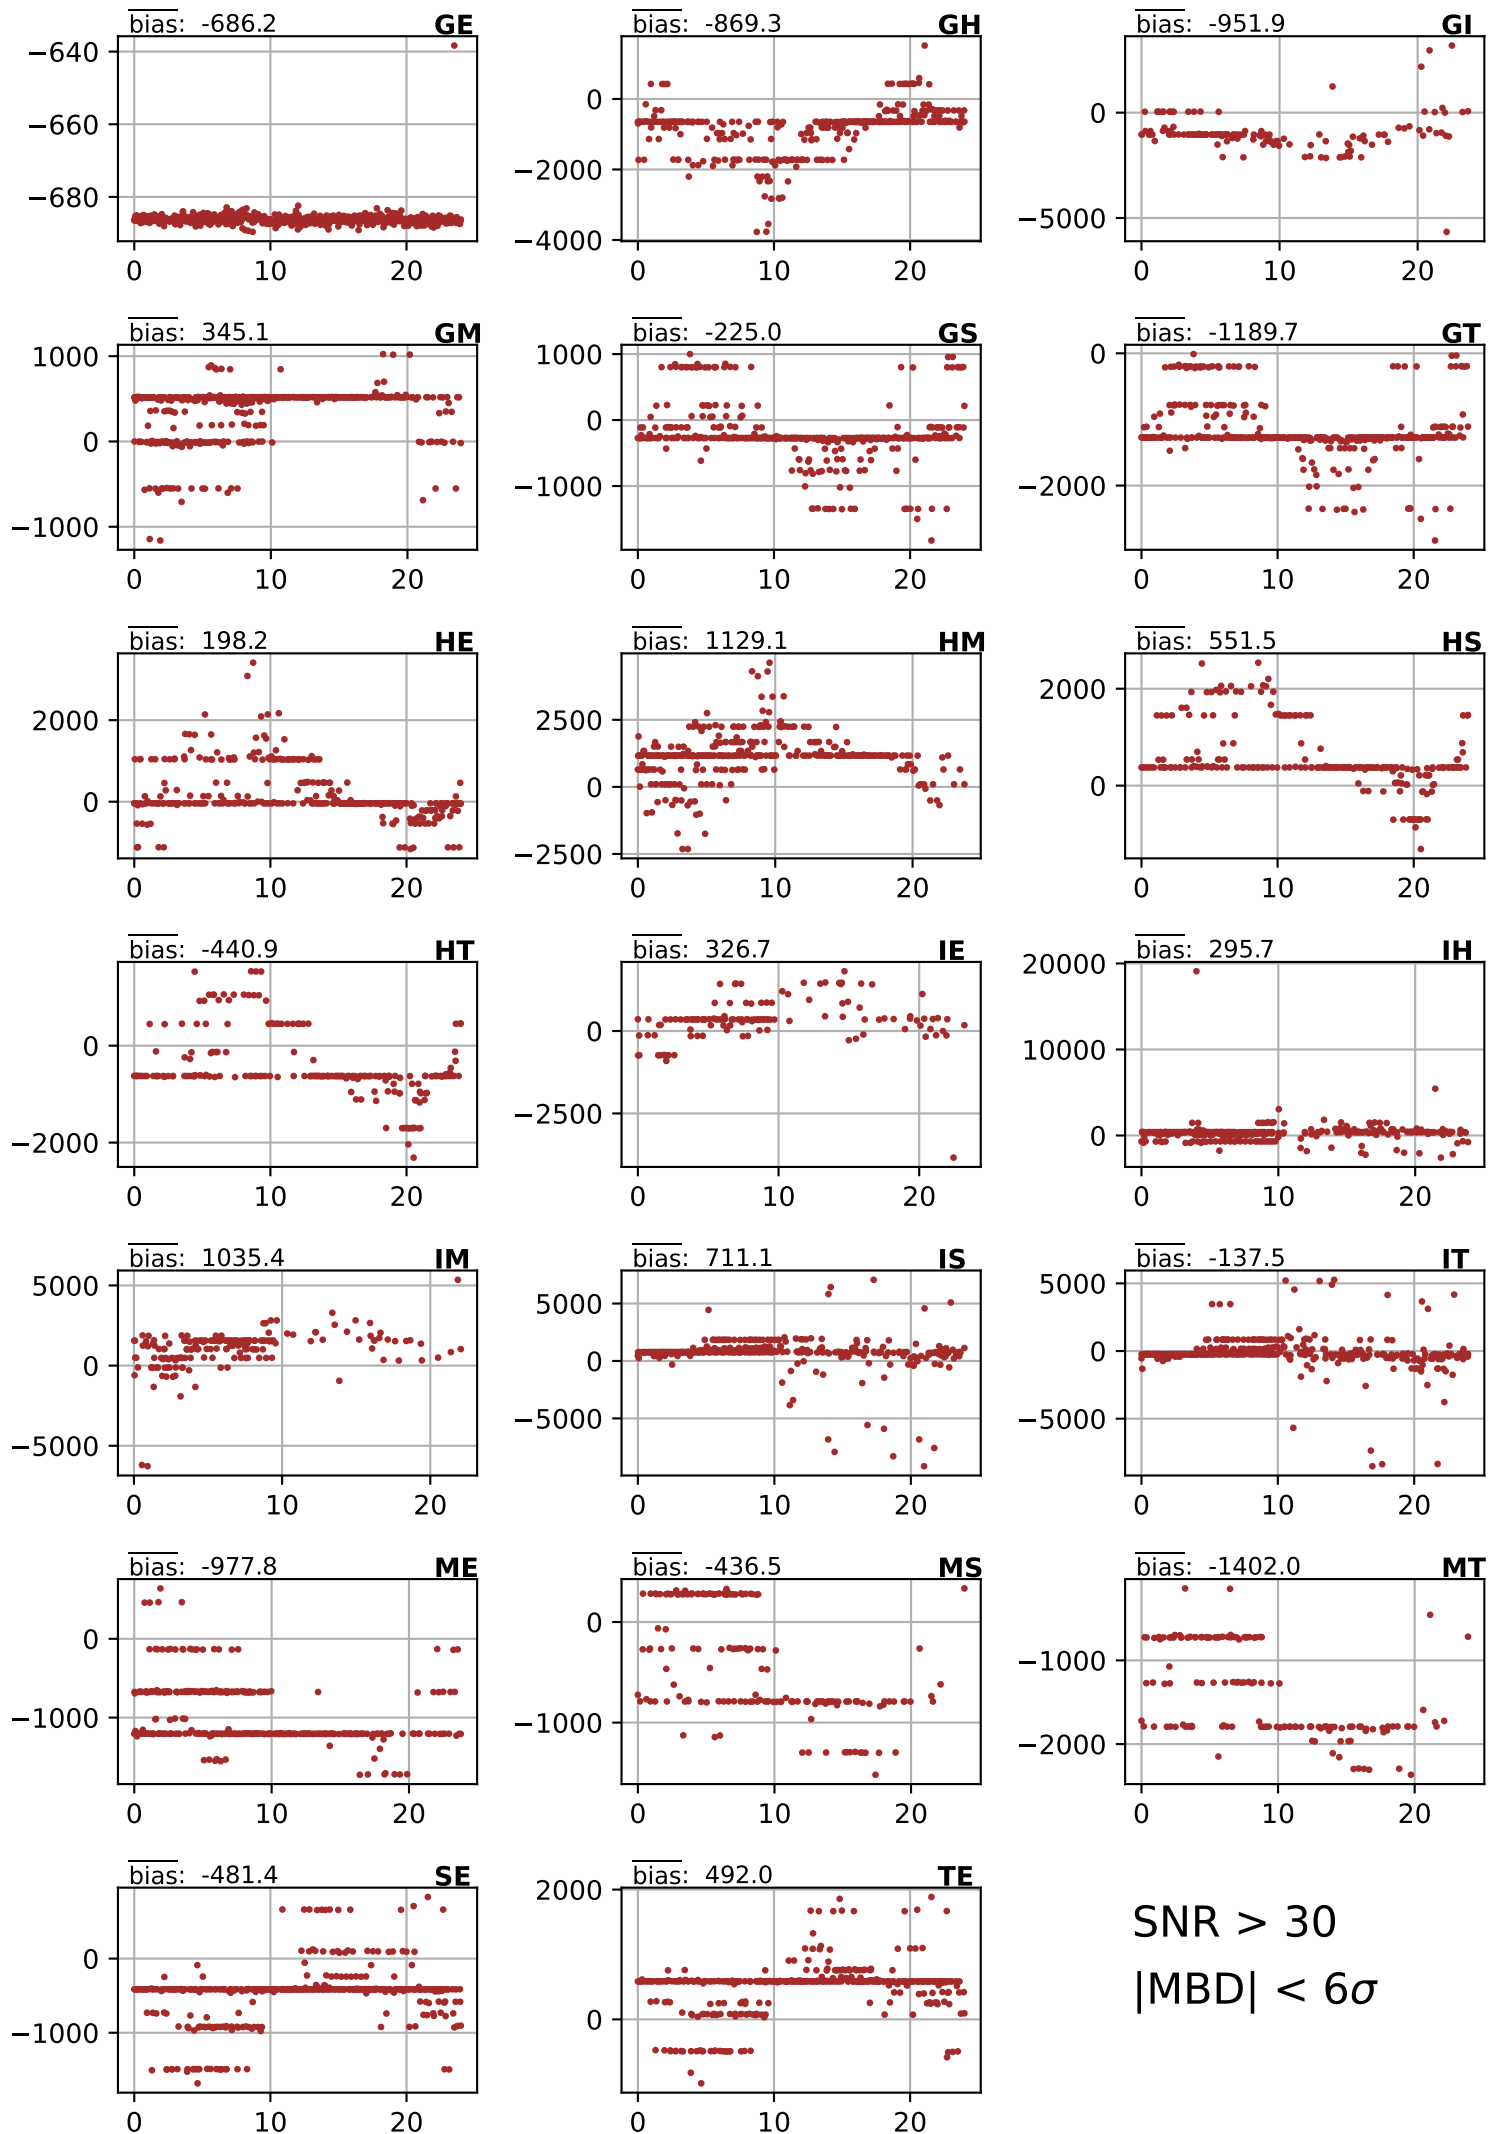 bias: -686.2 GE bias: -869.3 GH bias: -951.9 GI
−640 −660 −680
0 −2000 −4000
0 −5000
0 10 20 0 10 20 0 10 20
bias: 345.1 GM bias: -225.0 GS bias: -1189.7 GT
1000 0 −1000
1000 0 −1000
0 −2000
0 10 20 0 10 20 0 10 20
bias: 198.2 HE bias: 1129.1 HM bias: 551.5 HS
2000 0
2500 0 −2500
2000 0
0 10 20 0 10 20 0 10 20
bias: -440.9 HT bias: 326.7 IE bias: 295.7 IH
0 −2000
0 −2500
20000 10000 0
0 10 20 0 10 20 0 10 20
bias: 1035.4 IM bias: 711.1 IS bias: -137.5 IT
5000 0 −5000
5000 0 −5000
5000 0 −5000
0 10 20 0 10 20 0 10 20
bias: -977.8 ME bias: -436.5 MS bias: -1402.0 MT
0 −1000
0 −1000
−1000 −2000
0 10 20 0 10 20 0 10 20
bias: -481.4 SE bias: 492.0 TE
0 −1000
2000 0
0 10 20 0 10 20
SNR > 30
|MBD| < 6σ